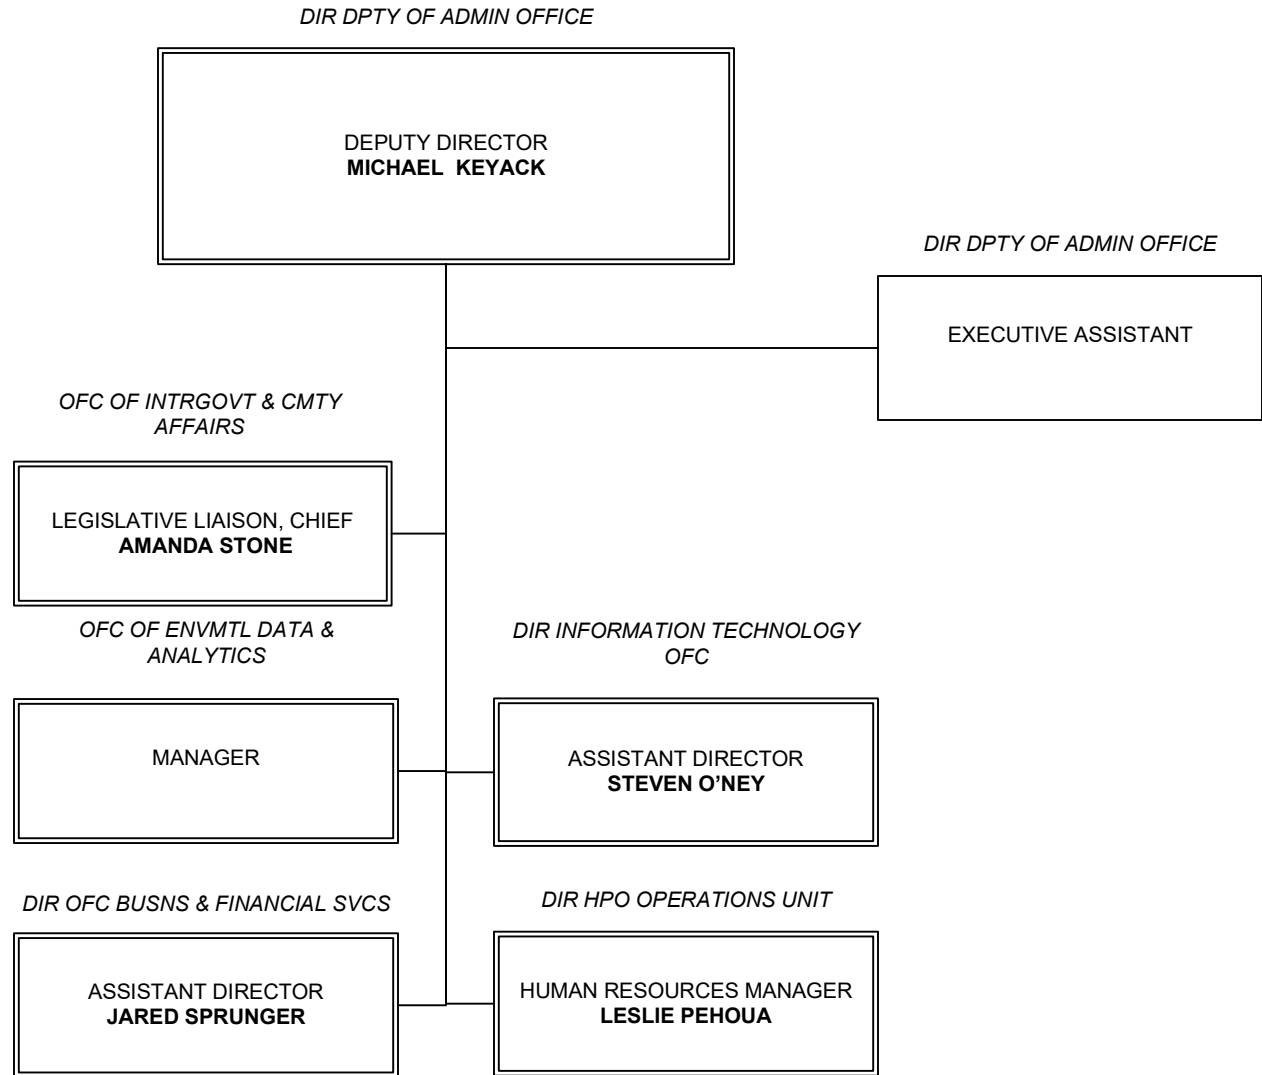 DIR DPTY OF ADMIN OFFICE
DEPUTY DIRECTOR
MICHAEL KEYACK
DIR DPTY OF ADMIN OFFICE
EXECUTIVE ASSISTANT
OFC OF INTRGOVT & CMTY
AFFAIRS
LEGISLATIVE LIAISON, CHIEF
AMANDA STONE
OFC OF ENVMTL DATA &
ANALYTICS
MANAGER
DIR INFORMATION TECHNOLOGY
OFC
ASSISTANT DIRECTOR
STEVEN O’NEY
DIR OFC BUSNS & FINANCIAL SVCS
ASSISTANT DIRECTOR
JARED SPRUNGER
DIR HPO OPERATIONS UNIT
HUMAN RESOURCES MANAGER
LESLIE PEHOUA